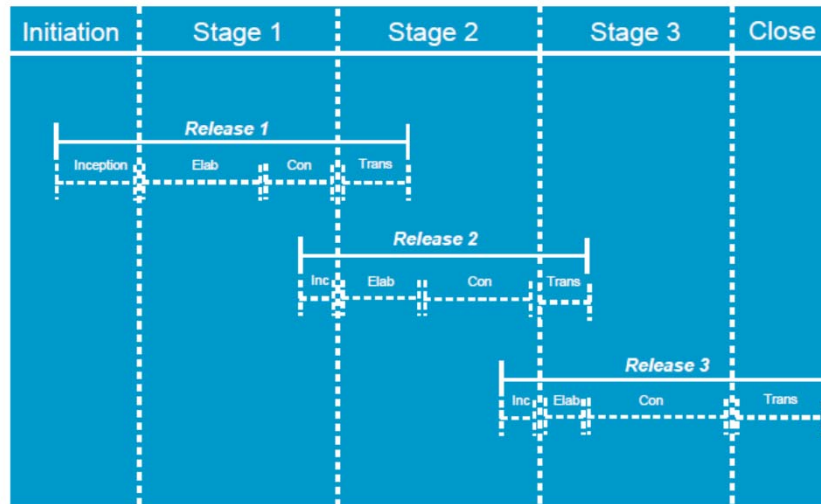 Initiation Stage 1 Stage 2 Stage 3 Close
Release 1
Inception Elab Con Trans
Release 2
Inc Elab Con Trans
Release 3
Inc Elab Con Trans